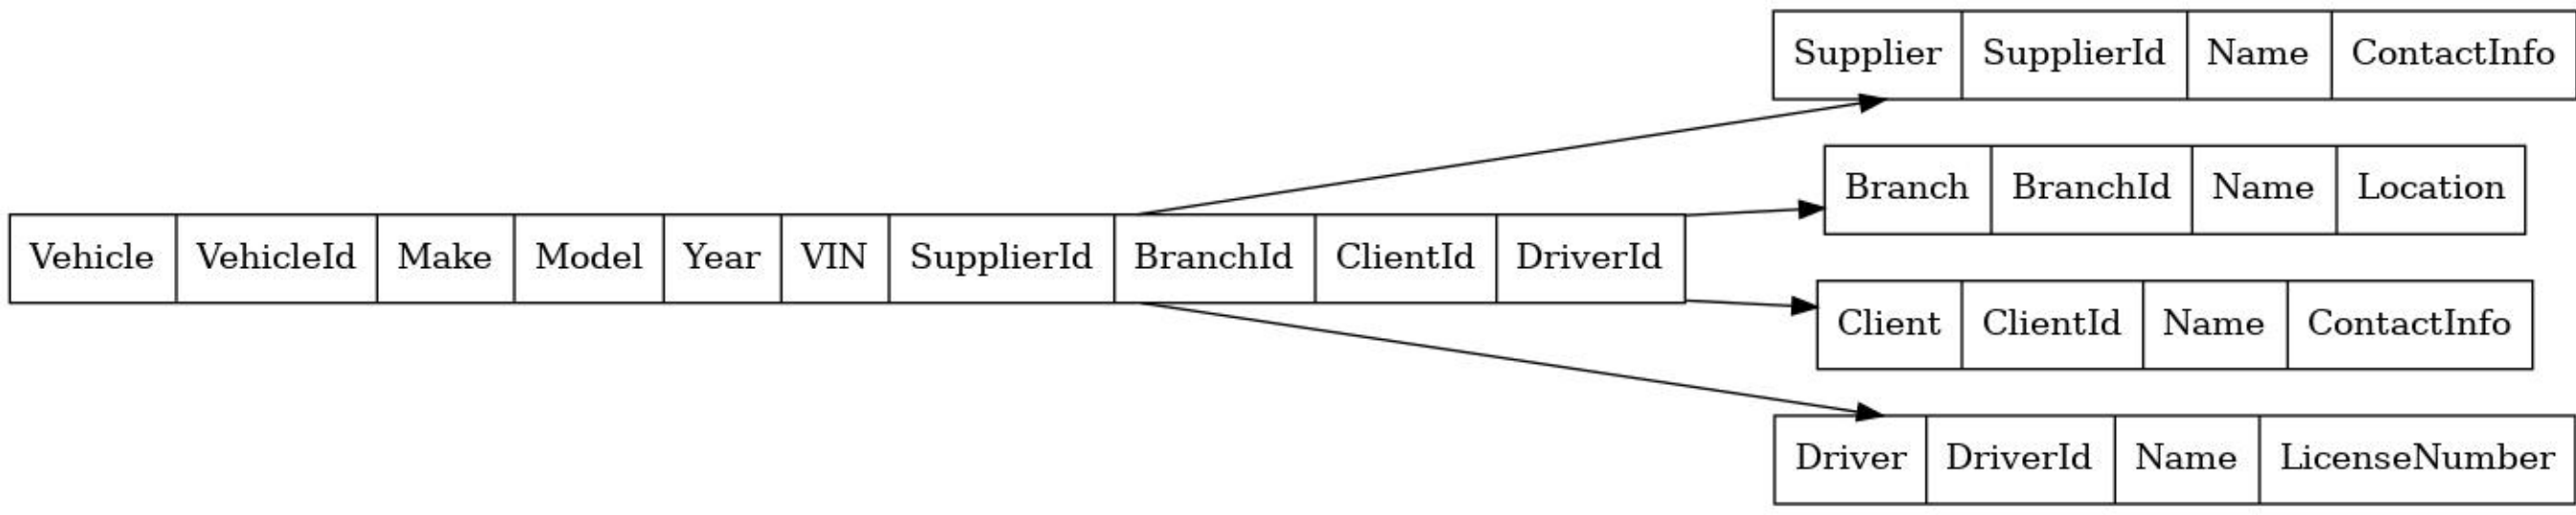 Supplier SupplierId Name ContactInfo
Branch BranchId Name Location
Vehicle VehicleId Make Model Year VIN SupplierId BranchId ClientId DriverId
Client ClientId Name ContactInfo
Driver DriverId Name LicenseNumber